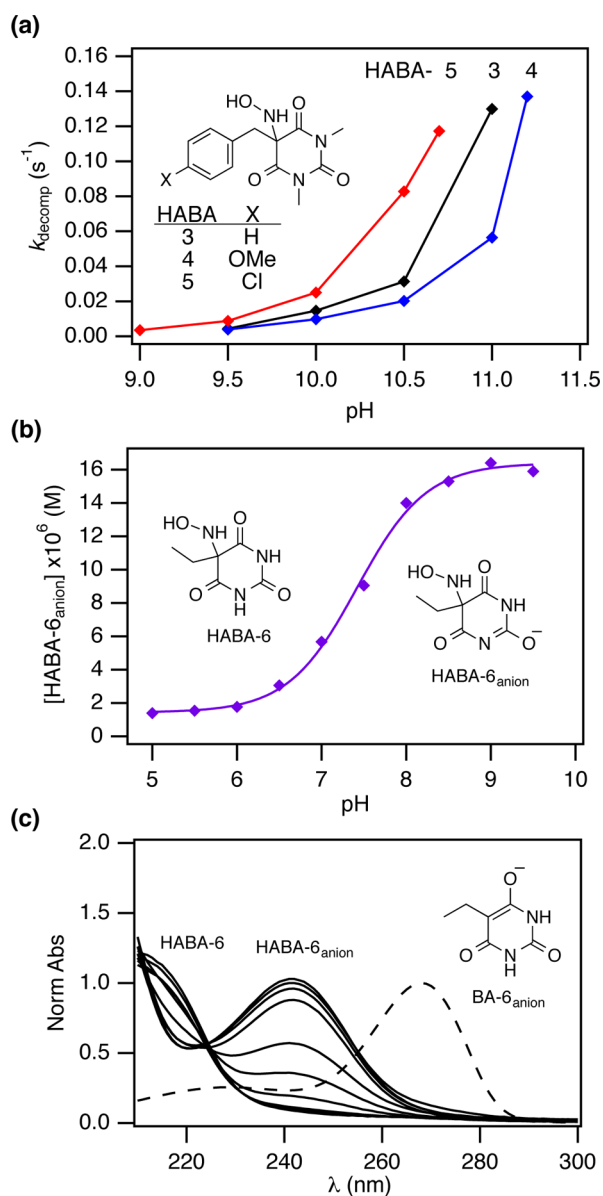 (a)
0.16
0.14
0.12
0.10
0.08
0.06
0.04
0.02
0.00
k_decomp (s⁻¹)
HABA- 5 3 4
HO
NH
O
N
O
N
O
X
HABA X
3 H
4 OMe
5 Cl
9.0 9.5 10.0 10.5 11.0 11.5
pH
(b)
16
14
12
10
8
6
4
2
0
[HABA-6anion] x10⁶ (M)
HO
NH
O
NH
O
N
H
O
HABA-6
HO
NH
O
NH
O
N
O⁻
HABA-6anion
5 6 7 8 9 10
pH
(c)
2.0
1.5
1.0
0.5
0.0
Norm Abs
HABA-6
HABA-6anion
O⁻
NH
O
N
H
O
BA-6anion
220 240 260 280 300
λ (nm)